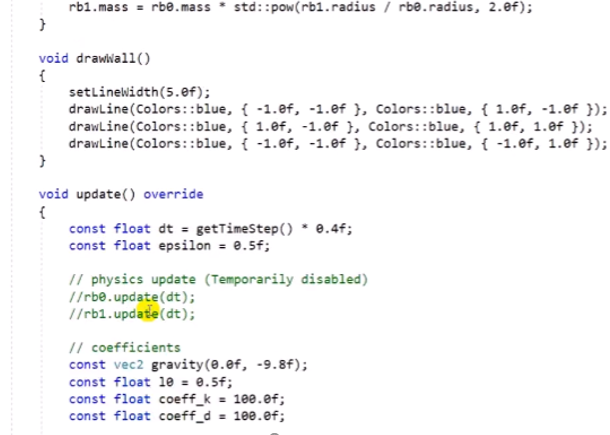 rb1.mass = rb0.mass * std::pow(rb1.radius / rb0.radius, 2.0f);
}
void drawWall()
{
setLineWidth(5.0f);
drawLine(Colors::blue, { -1.0f, -1.0f }, Colors::blue, { 1.0f, -1.0f });
drawLine(Colors::blue, { 1.0f, -1.0f }, Colors::blue, { 1.0f, 1.0f });
drawLine(Colors::blue, { -1.0f, -1.0f }, Colors::blue, { -1.0f, 1.0f });
}
void update() override
{
const float dt = getTimeStep() * 0.4f;
const float epsilon = 0.5f;
// physics update (Temporarily disabled)
//rb0.update(dt);
//rb1.update(dt);
// coefficients
const vec2 gravity(0.0f, -9.8f);
const float l0 = 0.5f;
const float coeff_k = 100.0f;
const float coeff_d = 100.0f;